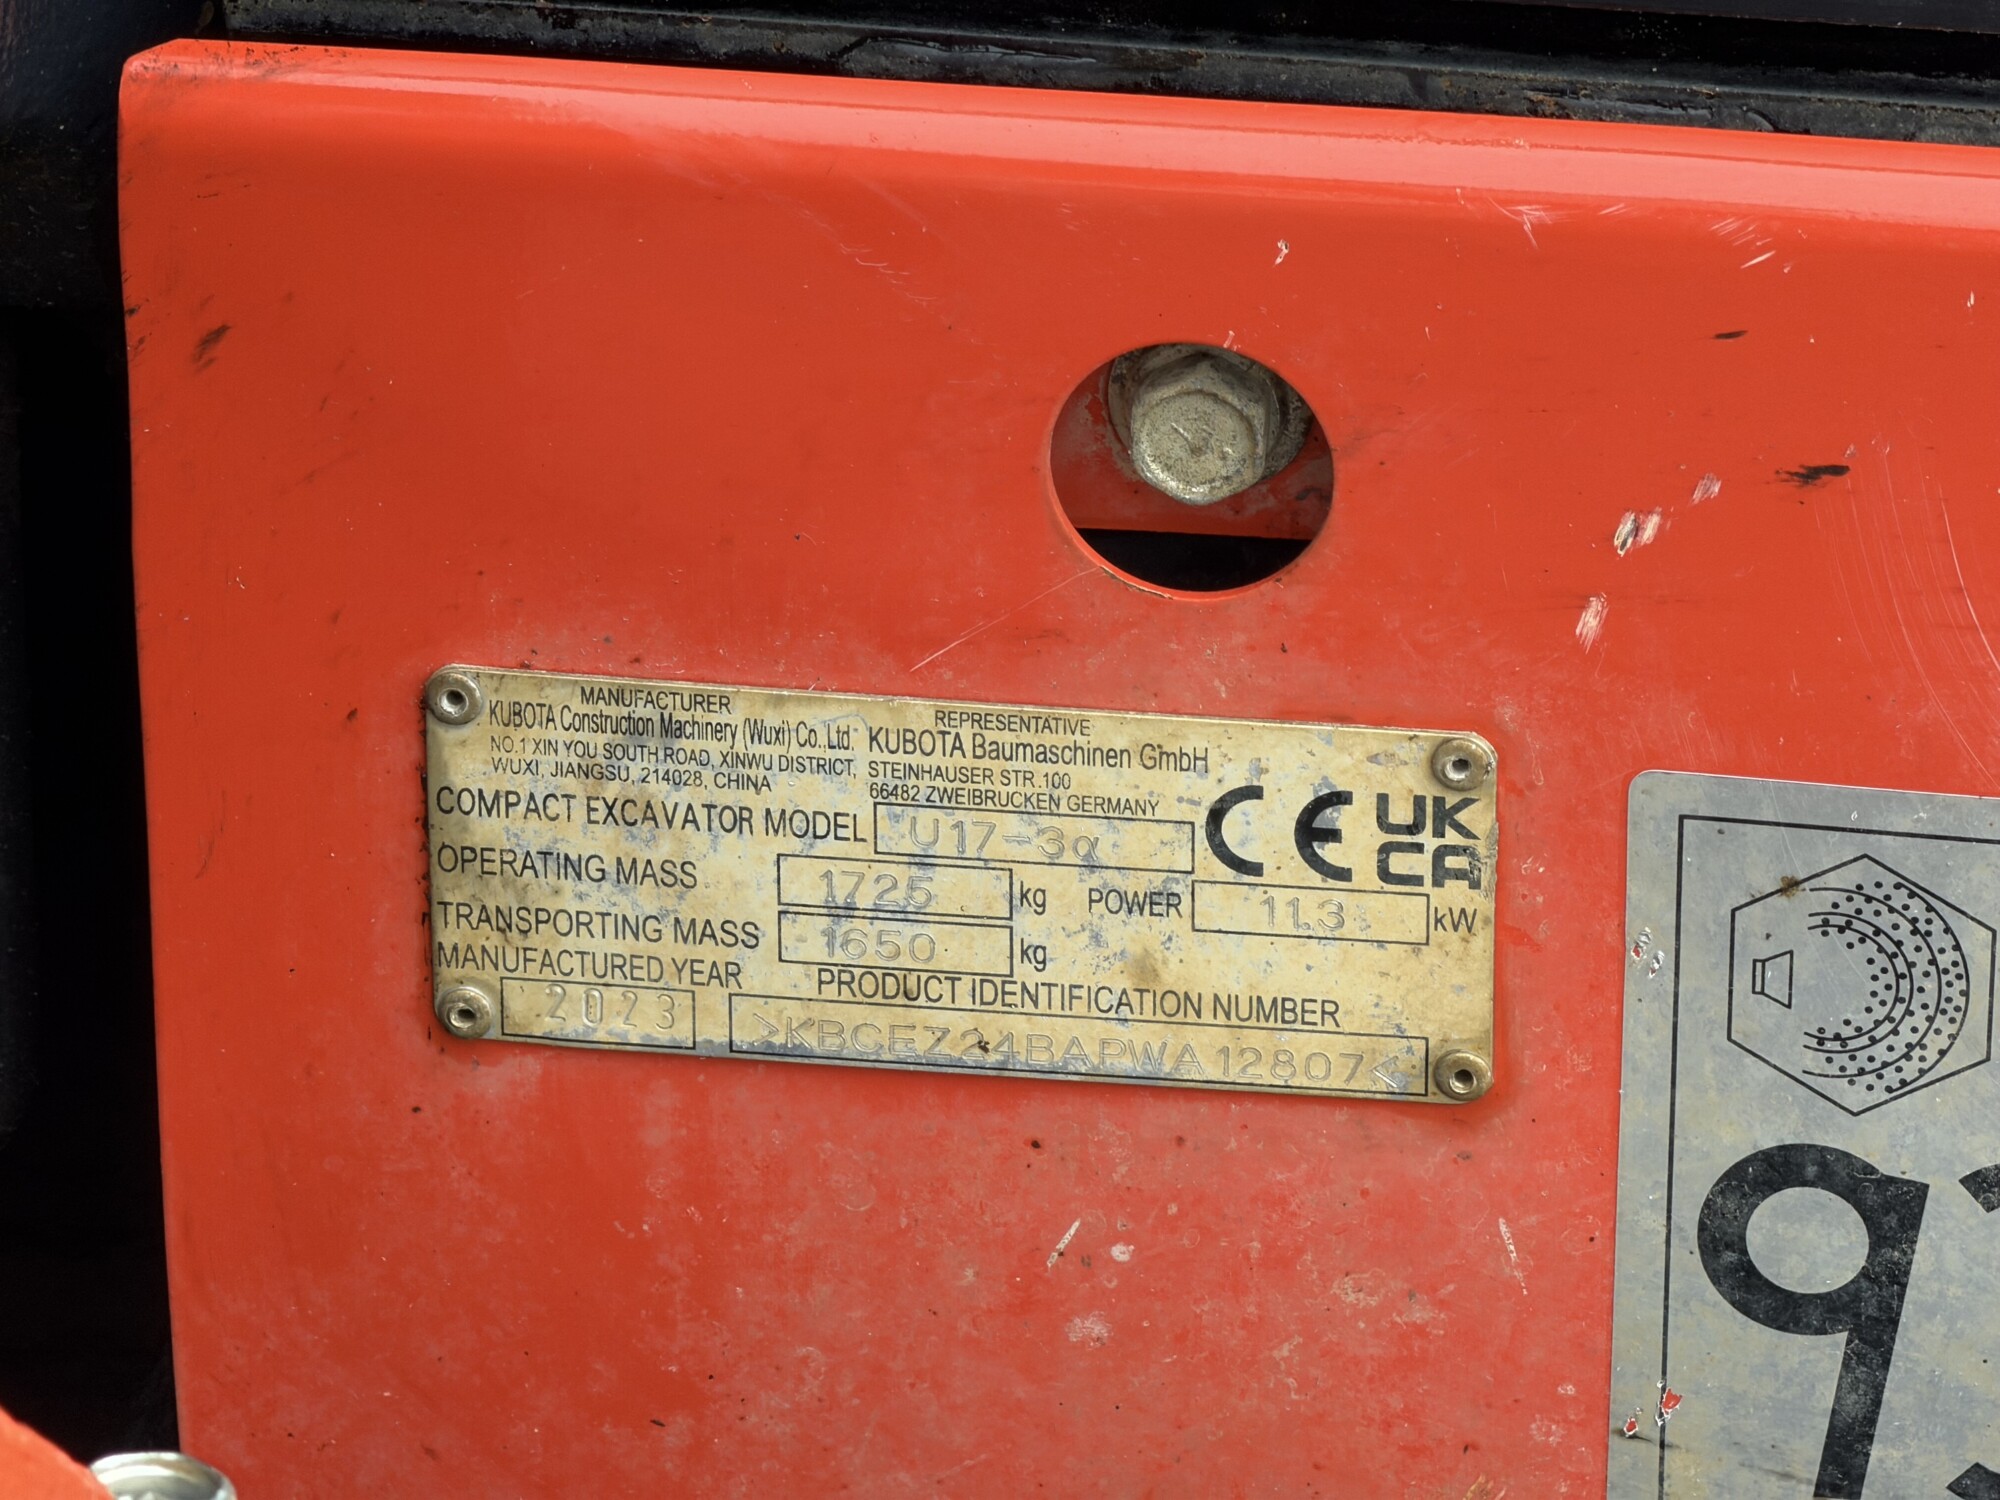 MANUFACTURER
KUBOTA Construction Machinery (Wuxi) Co.,Ltd.
NO.1 XIN YOU SOUTH ROAD, XINWU DISTRICT,
WUXI, JIANGSU, 214028, CHINA
REPRESENTATIVE
KUBOTA Baumaschinen GmbH
STEINHAUSER STR.100
66482 ZWEIBRUCKEN GERMANY
COMPACT EXCAVATOR MODEL U17-3α
CE UK
CA
OPERATING MASS 1725 kg POWER 11.3 kW
TRANSPORTING MASS 1650 kg
MANUFACTURED YEAR PRODUCT IDENTIFICATION NUMBER
2023 >KBCEZ24BAPWA12807<
9